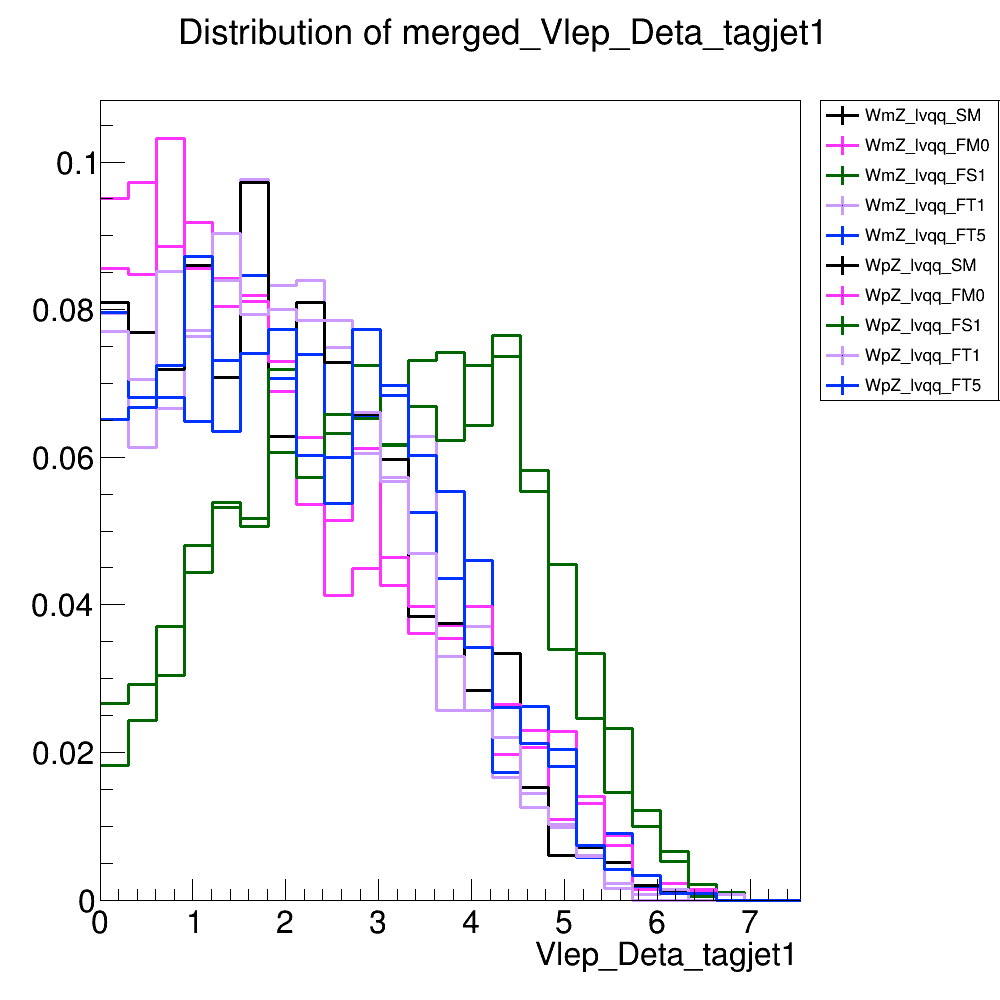 Distribution of merged_Vlep_Deta_tagjet1
WmZ_lvqq_SM
WmZ_lvqq_FM0
WmZ_lvqq_FS1
WmZ_lvqq_FT1
WmZ_lvqq_FT5
WpZ_lvqq_SM
WpZ_lvqq_FM0
WpZ_lvqq_FS1
WpZ_lvqq_FT1
WpZ_lvqq_FT5
0.1
0.08
0.06
0.04
0.02
0
0 1 2 3 4 5 6 7
Vlep_Deta_tagjet1